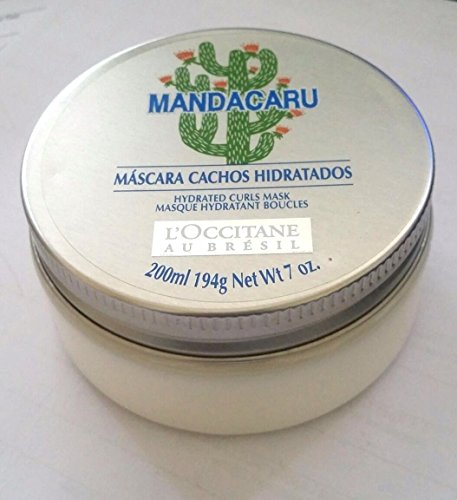 MANDACARU
MÁSCARA CACHOS HIDRATADOS
HYDRATED CURLS MASK
MASQUE HYDRATANT BOUCLES
L'OCCITANE
AU BRÉSIL
200ml 194g Net Wt 7 oz.